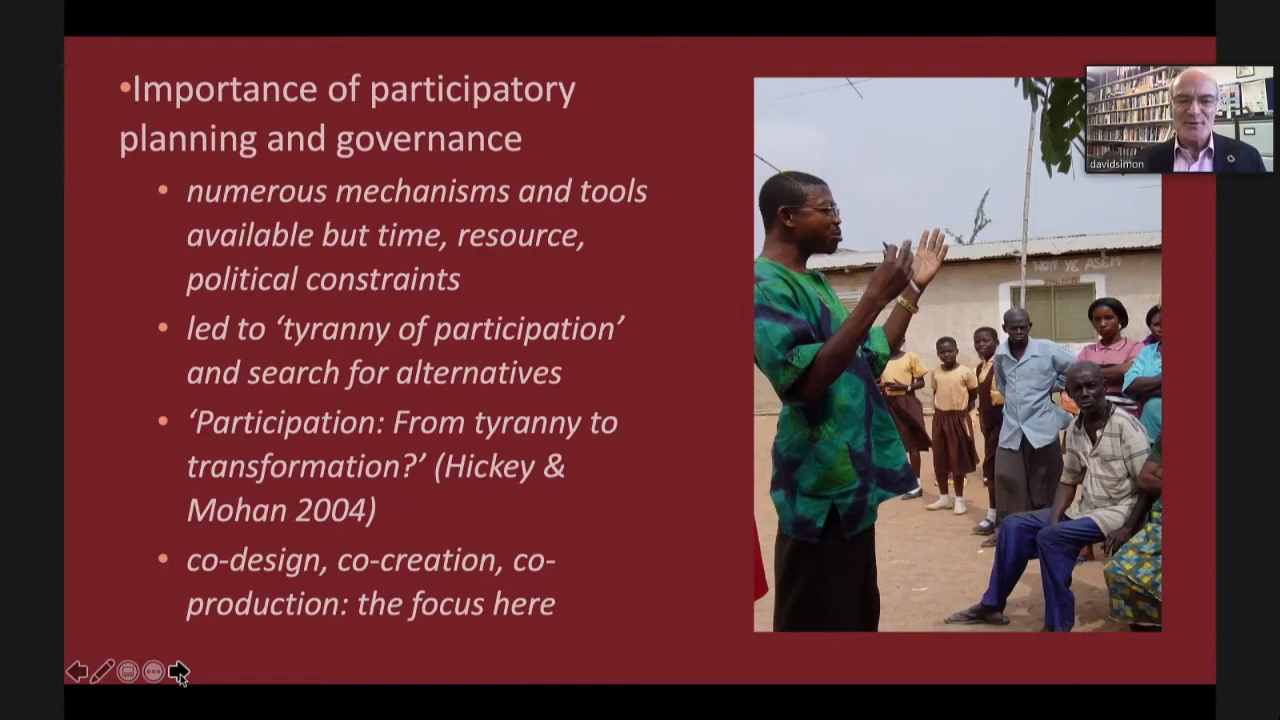 •Importance of participatory
planning and governance
• numerous mechanisms and tools
available but time, resource,
political constraints
• led to ‘tyranny of participation’
and search for alternatives
• ‘Participation: From tyranny to
transformation?’ (Hickey &
Mohan 2004)
• co-design, co-creation, co-
production: the focus here
davidsimon